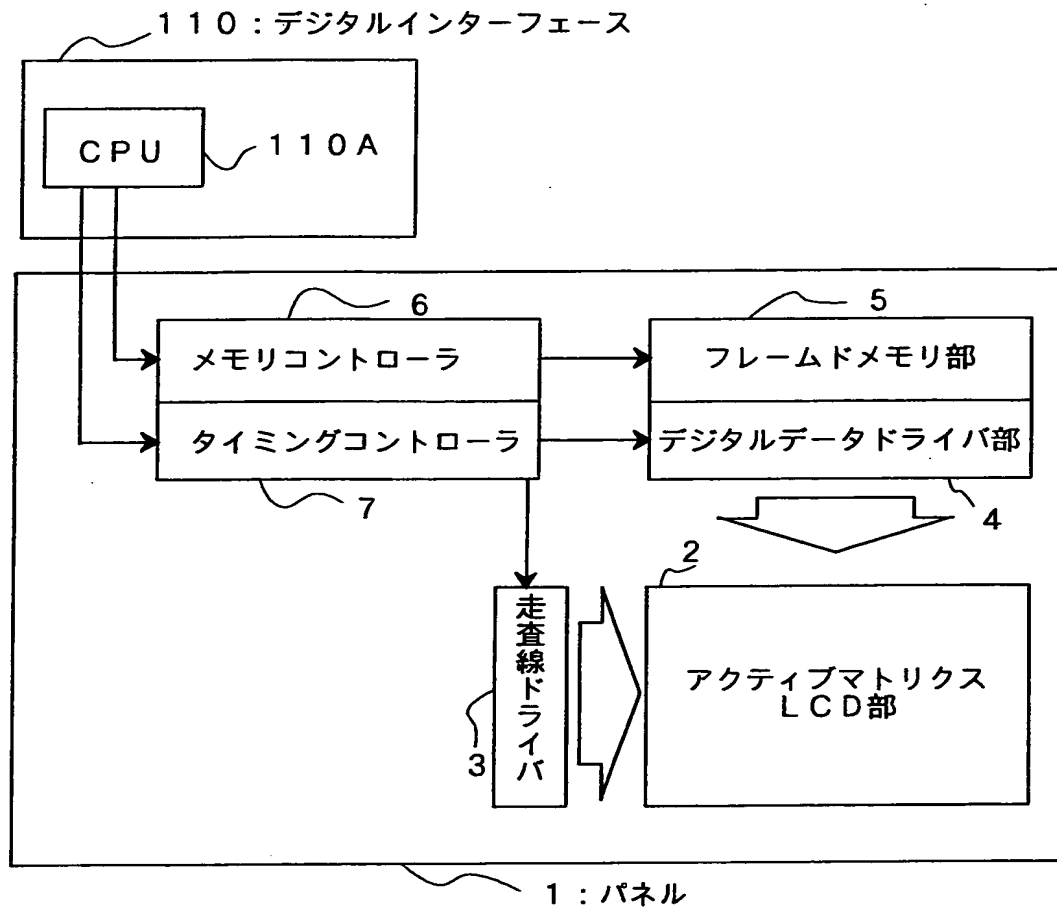 110:デジタルインターフェース
CPU
110A
6
5
メモリコントローラ
フレームドメモリ部
タイミングコントローラ
デジタルデータドライバ部
7
4
2
走査線ドライバ
3
アクティブマトリクス
LCD部
1:パネル